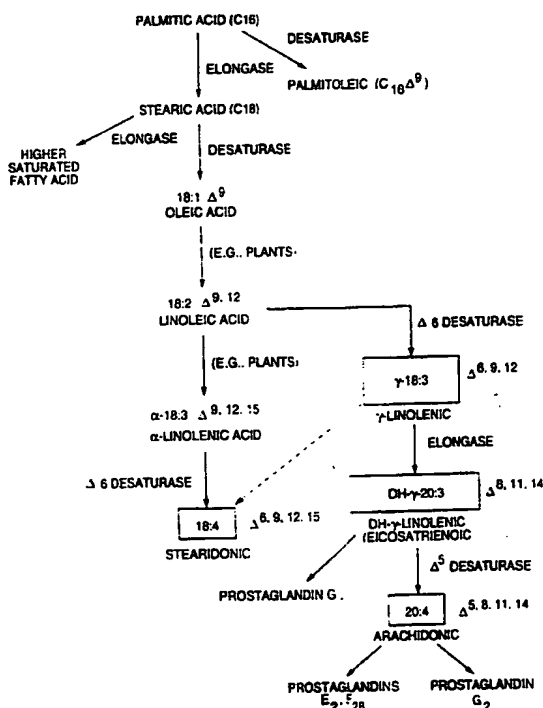 PALMITIC ACID (C16)
DESATURASE
ELONGASE
PALMITOLEIC (C16Δ9)
STEARIC ACID (C18)
ELONGASE
DESATURASE
HIGHER
SATURATED
FATTY ACID
18:1 Δ9
OLEIC ACID
(E.G., PLANTS)
18:2 Δ9, 12
LINOLEIC ACID
Δ 6 DESATURASE
(E.G., PLANTS)
γ-18:3 Δ6, 9, 12
γ-LINOLENIC
α-18:3 Δ9, 12, 15
α-LINOLENIC ACID
ELONGASE
Δ 6 DESATURASE
DH-γ-20:3 Δ8, 11, 14
18:4 Δ6, 9, 12, 15
DH-γ-LINOLENIC
(EICOSATRIENOIC
STEARIDONIC
Δ5 DESATURASE
PROSTAGLANDIN G
20:4 Δ5, 8, 11, 14
ARACHIDONIC
PROSTAGLANDINS
E2,
PROSTAGLANDIN
G2